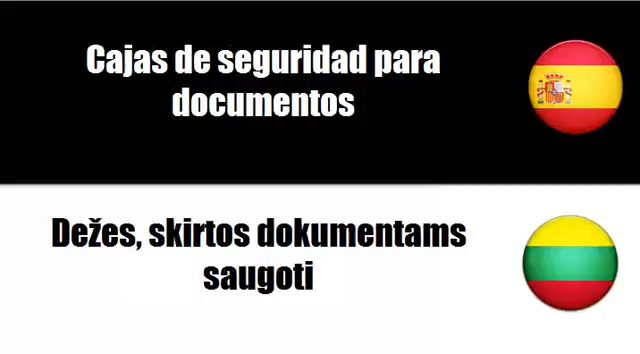 Cajas de seguridad para
documentos
Dežes, skirtos dokumentams
saugoti